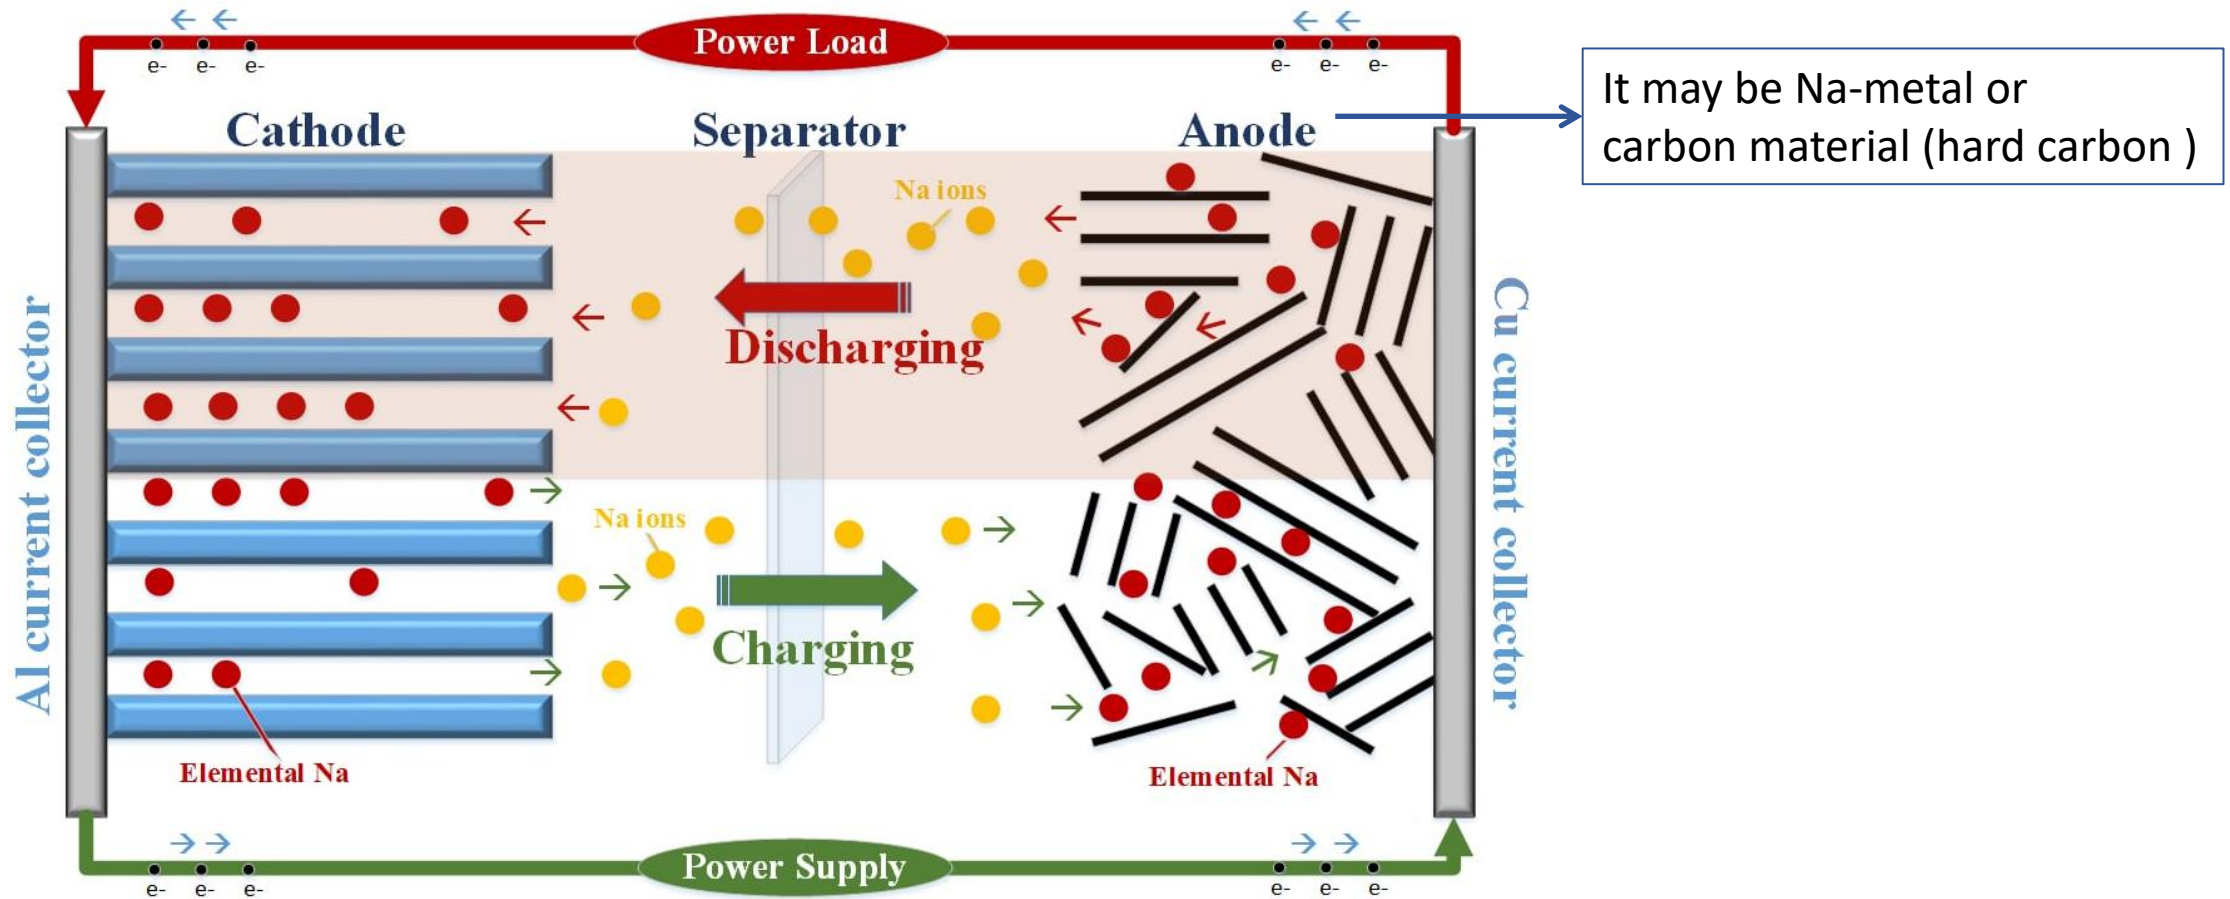 Power Load
e- e- e-
e- e- e-
It may be Na-metal or
carbon material (hard carbon )
Cathode
Separator
Anode
Na ions
Discharging
Al current collector
Cu current collector
Na ions
Charging
Elemental Na
Elemental Na
Power Supply
e- e- e-
e- e- e-